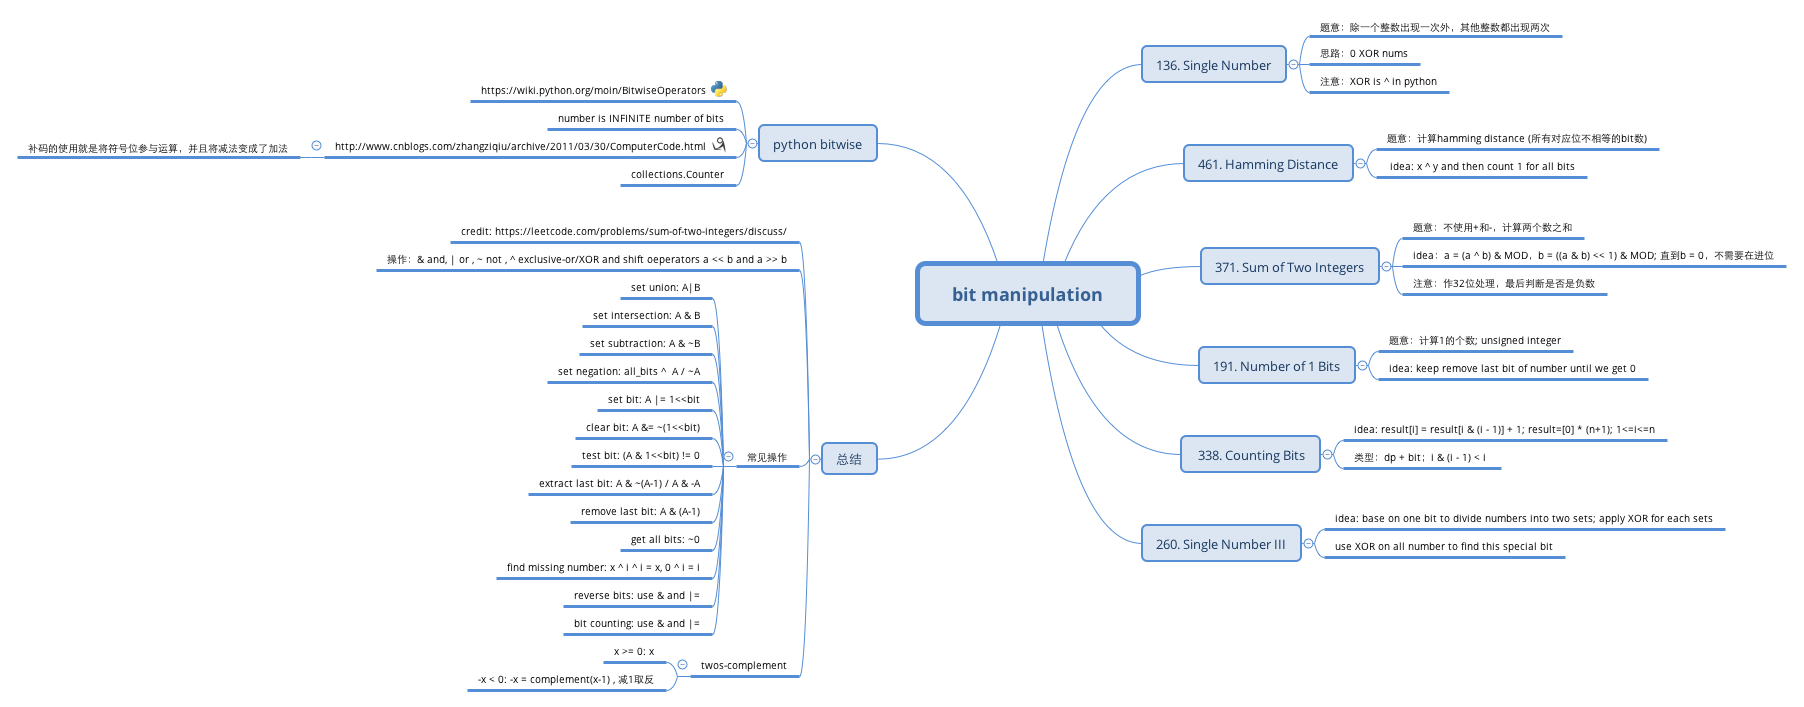 bit manipulation
136. Single Number
题意：除一个整数出现一次外，其他整数都出现两次
思路：0 XOR nums
注意：XOR is ^ in python
461. Hamming Distance
题意：计算hamming distance (所有对应位不相等的bit数)
idea: x ^ y and then count 1 for all bits
371. Sum of Two Integers
题意：不使用+和-，计算两个数之和
idea：a = (a ^ b) & MOD，b = ((a & b) << 1) & MOD; 直到b = 0，不需要在进位
注意：作32位处理，最后判断是否是负数
191. Number of 1 Bits
题意：计算1的个数; unsigned integer
idea: keep remove last bit of number until we get 0
338. Counting Bits
idea: result[i] = result[i & (i - 1)] + 1; result=[0] * (n+1); 1<=i<=n
类型：dp + bit；i & (i - 1) < i
260. Single Number III
idea: base on one bit to divide numbers into two sets; apply XOR for each sets
use XOR on all number to find this special bit
python bitwise
https://wiki.python.org/moin/BitwiseOperators
number is INFINITE number of bits
http://www.cnblogs.com/zhangziqiu/archive/2011/03/30/ComputerCode.html
补码的使用就是将符号位参与运算，并且将减法变成了加法
collections.Counter
总结
credit: https://leetcode.com/problems/sum-of-two-integers/discuss/
操作：& and, | or , ~ not , ^ exclusive-or/XOR and shift oeperators a << b and a >> b
常见操作
set union: A|B
set intersection: A & B
set subtraction: A & ~B
set negation: all_bits ^  A / ~A
set bit: A |= 1<<bit
clear bit: A &= ~(1<<bit)
test bit: (A & 1<<bit) != 0
extract last bit: A & ~(A-1) / A & -A
remove last bit: A & (A-1)
get all bits: ~0
find missing number: x ^ i ^ i = x, 0 ^ i = i
reverse bits: use & and |=
bit counting: use & and |=
twos-complement
x >= 0: x
-x < 0: -x = complement(x-1) , 减1取反